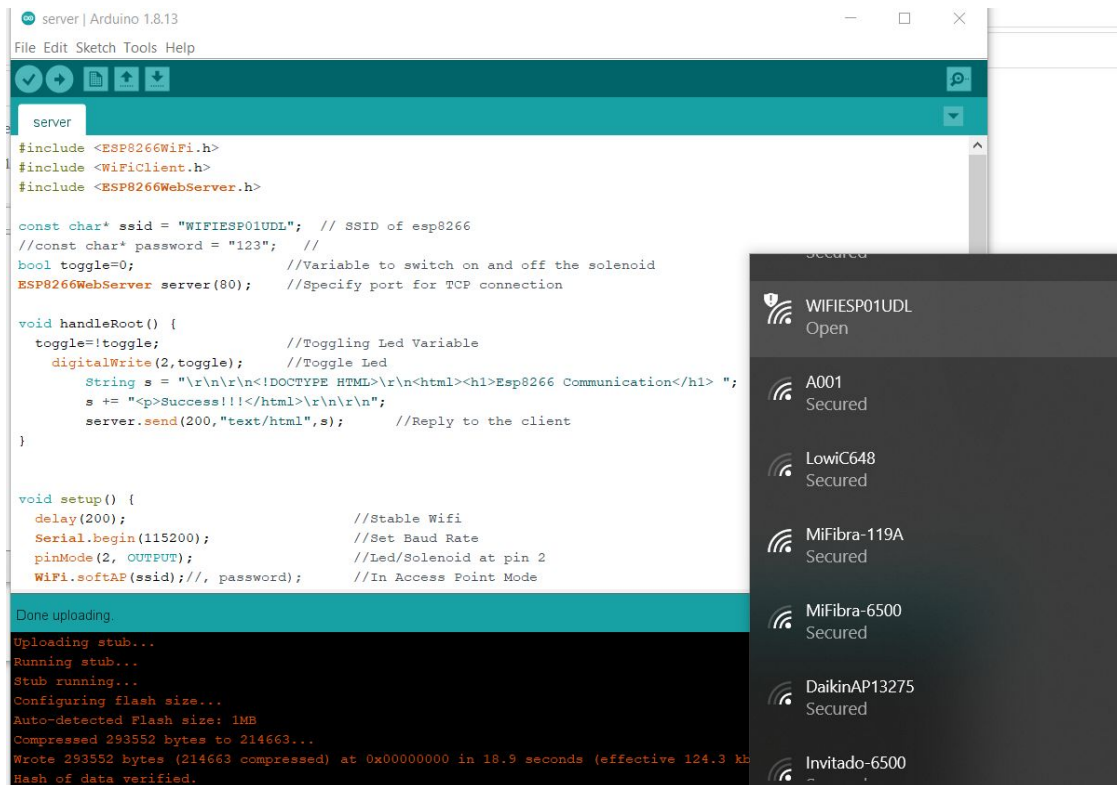 server | Arduino 1.8.13
File Edit Sketch Tools Help
server
#include <ESP8266WiFi.h>
#include <WiFiClient.h>
#include <ESP8266WebServer.h>
const char* ssid = "WIFIESP01UDL";  // SSID of esp8266
//const char* password = "123";   //
bool toggle=0;                  //Variable to switch on and off the solenoid
ESP8266WebServer server(80);    //Specify port for TCP connection
void handleRoot() {
  toggle=!toggle;               //Toggling Led Variable
    digitalWrite(2,toggle);     //Toggle Led
        String s = "\r\n\r\n<!DOCTYPE HTML>\r\n<html><h1>Esp8266 Communication</h1> ";
        s += "<p>Success!!!</html>\r\n\r\n";
        server.send(200,"text/html",s);      //Reply to the client
}
void setup() {
  delay(200);                           //Stable Wifi
  Serial.begin(115200);                 //Set Baud Rate
  pinMode(2, OUTPUT);                   //Led/Solenoid at pin 2
  WiFi.softAP(ssid);//, password);      //In Access Point Mode
Done uploading.
Uploading stub...
Running stub...
Stub running...
Configuring flash size...
Auto-detected Flash size: 1MB
Compressed 293552 bytes to 214663...
Wrote 293552 bytes (214663 compressed) at 0x00000000 in 18.9 seconds (effective 124.3 kb
Hash of data verified.
Secured
WIFIESP01UDL
Open
A001
Secured
LowiC648
Secured
MiFibra-119A
Secured
MiFibra-6500
Secured
DaikinAP13275
Secured
Invitado-6500